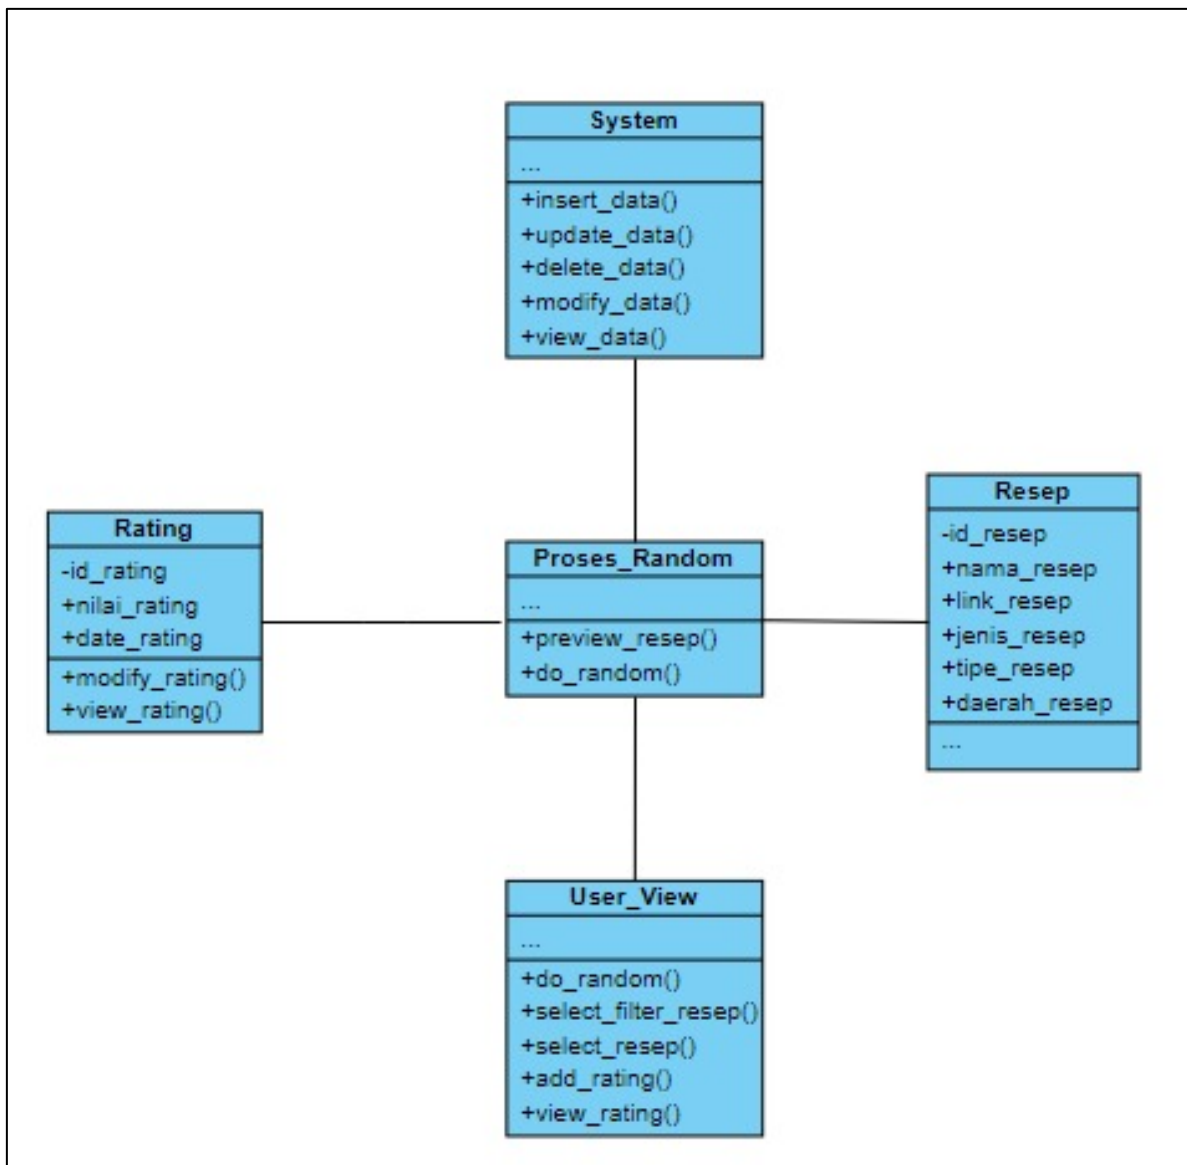 System
...
+insert_data()
+update_data()
+delete_data()
+modify_data()
+view_data()
Rating
-id_rating
+nilai_rating
+date_rating
+modify_rating()
+view_rating()
Proses_Random
...
+preview_resep()
+do_random()
Resep
-id_resep
+nama_resep
+link_resep
+jenis_resep
+tipe_resep
+daerah_resep
...
User_View
...
+do_random()
+select_filter_resep()
+select_resep()
+add_rating()
+view_rating()